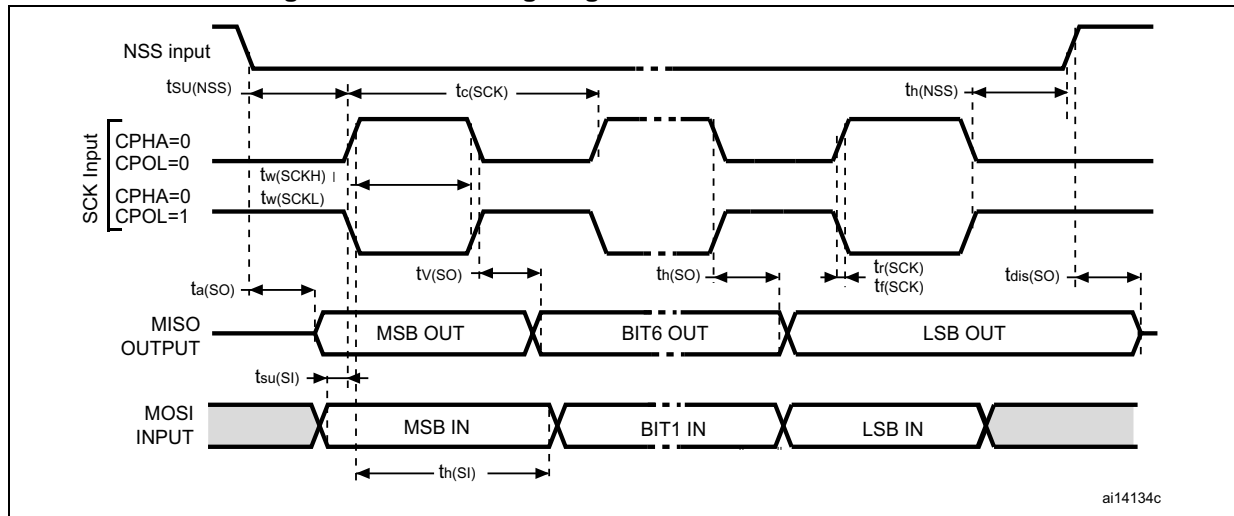 NSS input
tSU(NSS)
tc(SCK)
th(NSS)
SCK Input
CPHA=0
CPOL=0
tw(SCKH)
tw(SCKL)
CPHA=0
CPOL=1
tV(SO)
th(SO)
tr(SCK)
tf(SCK)
tdis(SO)
ta(SO)
MISO
OUTPUT
MSB OUT
BIT6 OUT
LSB OUT
tsu(SI)
MOSI
INPUT
MSB IN
BIT1 IN
LSB IN
th(SI)
ai14134c